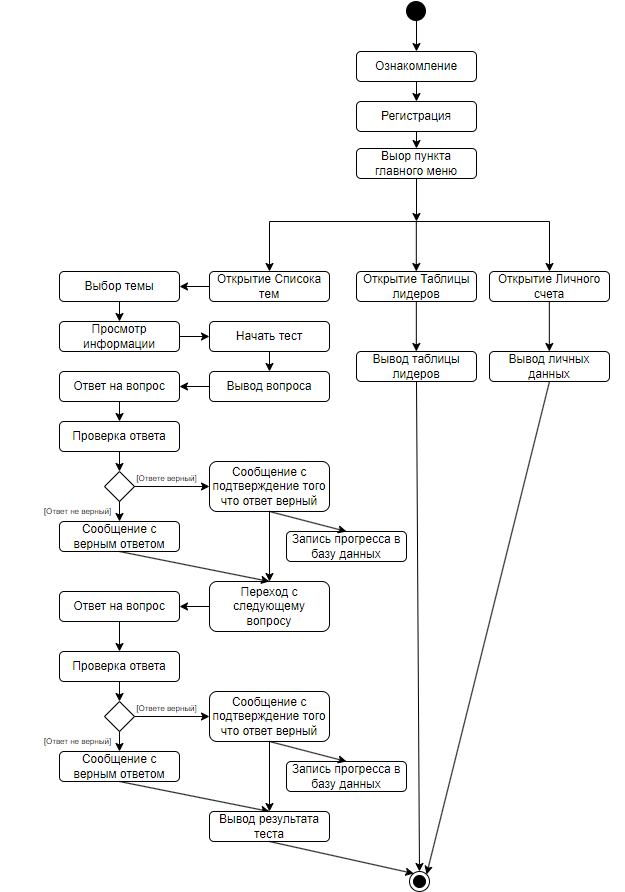 Ознакомление
Регистрация
Выор пункта
главного меню
Открытие Списока
тем
Открытие Таблицы
лидеров
Открытие Личного
счета
Выбор темы
Просмотр
информации
Начать тест
Вывод таблицы
лидеров
Вывод личных
данных
Ответ на вопрос
Вывод вопроса
Проверка ответа
[Ответе верный]
Сообщение с
подтверждение того
что ответ верный
[Ответ не верный]
Сообщение с
верным ответом
Запись прогресса в
базу данных
Ответ на вопрос
Переход с
следующему
вопросу
Проверка ответа
[Ответе верный]
Сообщение с
подтверждение того
что ответ верный
[Ответ не верный]
Сообщение с
верным ответом
Запись прогресса в
базу данных
Вывод результата
теста